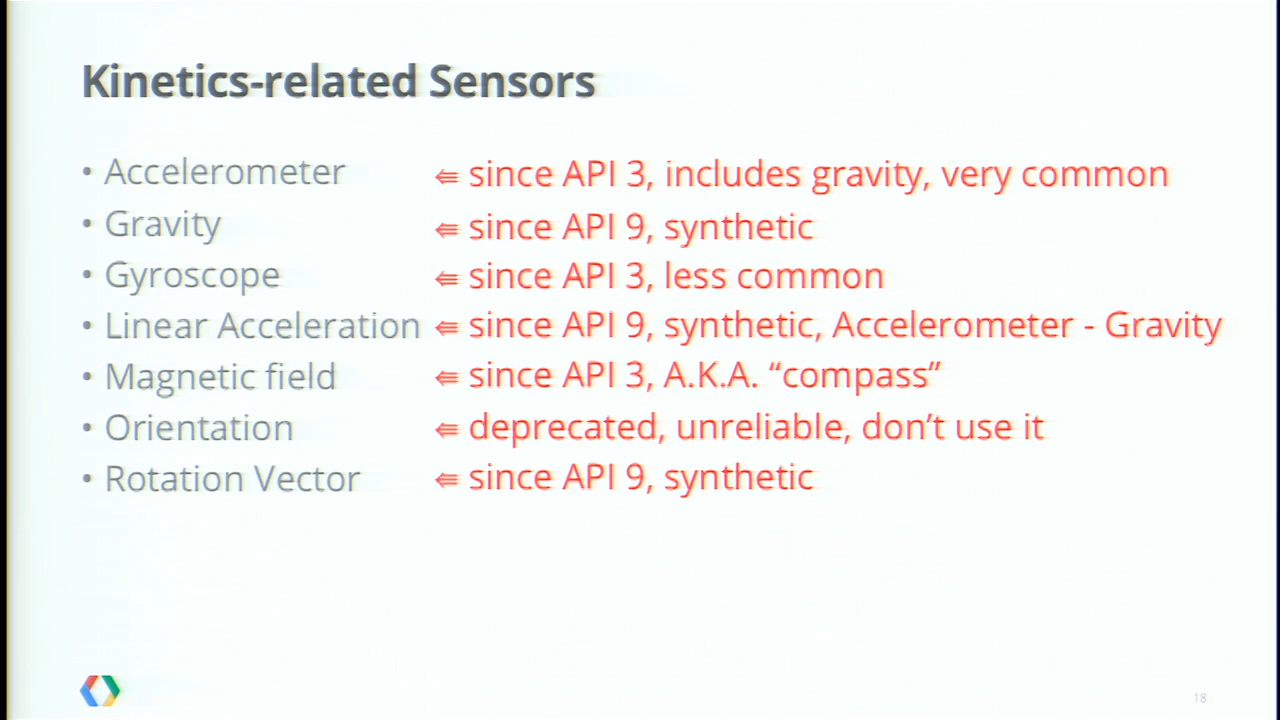 Kinetics-related Sensors
• Accelerometer ⇚ since API 3, includes gravity, very common
• Gravity ⇚ since API 9, synthetic
• Gyroscope ⇚ since API 3, less common
• Linear Acceleration ⇚ since API 9, synthetic, Accelerometer - Gravity
• Magnetic field ⇚ since API 3, A.K.A. “compass”
• Orientation ⇚ deprecated, unreliable, don’t use it
• Rotation Vector ⇚ since API 9, synthetic
18